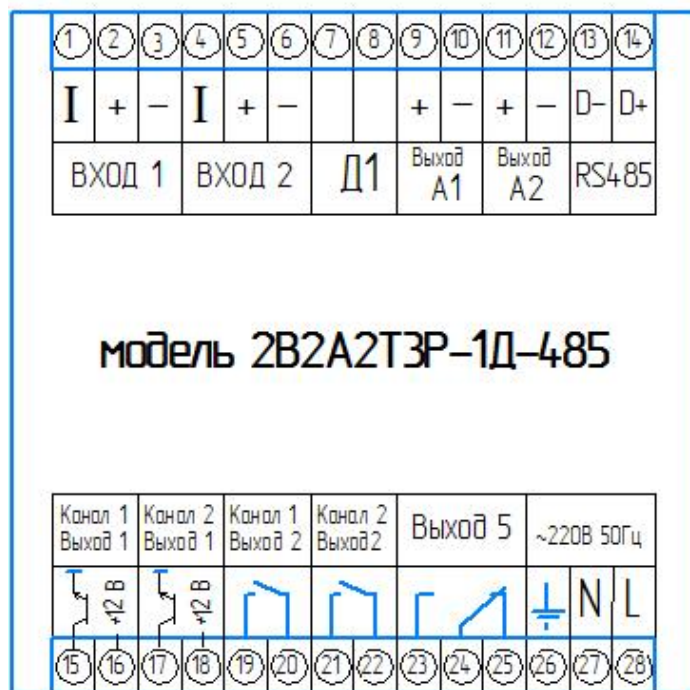 1 2 3 4 5 6 7 8 9 10 11 12 13 14
I + − I + − + − + − D− D+
ВХОД 1 ВХОД 2 Д1 Выход А1 Выход А2 RS485
модель 2В2А2Т3Р−1Д−485
Канал 1 Канал 2 Канал 1 Канал 2 Выход 5 ~220В 50Гц
Выход 1 Выход 1 Выход 2 Выход2
+12 В +12 В N L
15 16 17 18 19 20 21 22 23 24 25 26 27 28